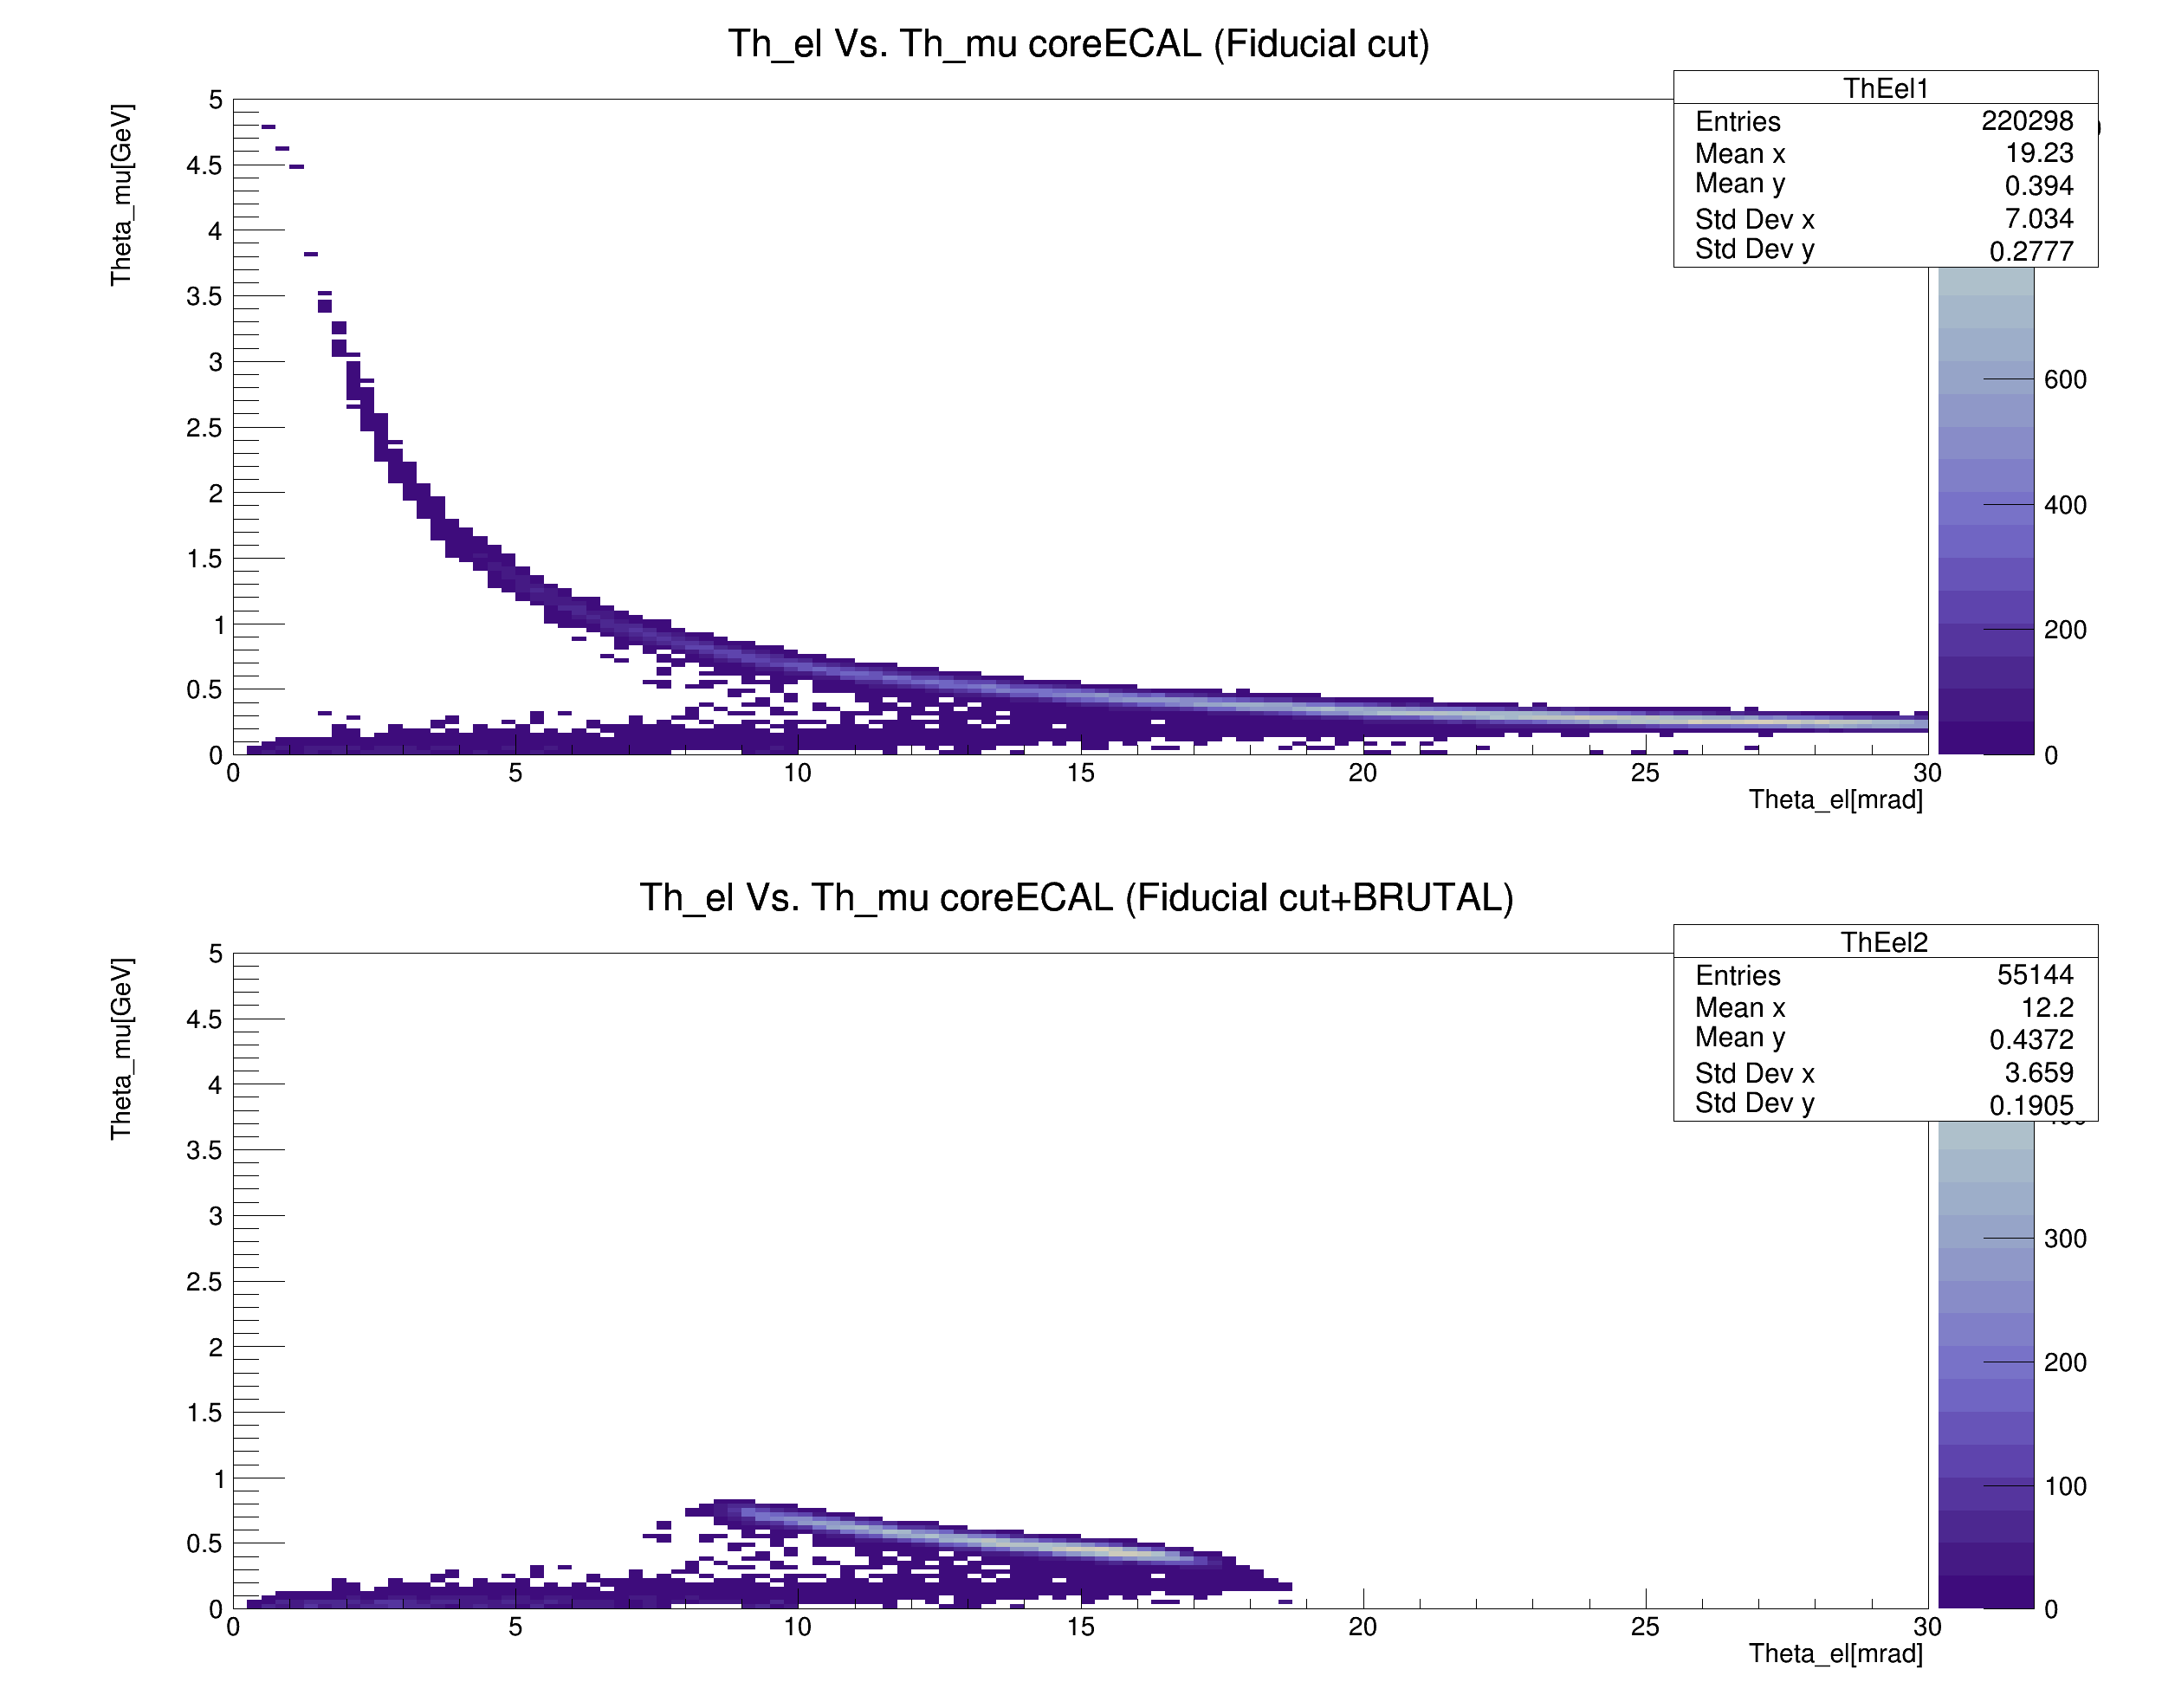 Th_el Vs. Th_mu coreECAL (Fiducial cut)
ThEel1
Entries 220298
Mean x 19.23
Mean y 0.394
Std Dev x 7.034
Std Dev y 0.2777
Theta_mu[GeV]
5
4.5
4
3.5
3
2.5
2
1.5
1
0.5
0
0 5 10 15 20 25 30
Theta_el[mrad]
600
400
200
0
Th_el Vs. Th_mu coreECAL (Fiducial cut+BRUTAL)
ThEel2
Entries 55144
Mean x 12.2
Mean y 0.4372
Std Dev x 3.659
Std Dev y 0.1905
Theta_mu[GeV]
5
4.5
4
3.5
3
2.5
2
1.5
1
0.5
0
0 5 10 15 20 25 30
Theta_el[mrad]
300
200
100
0